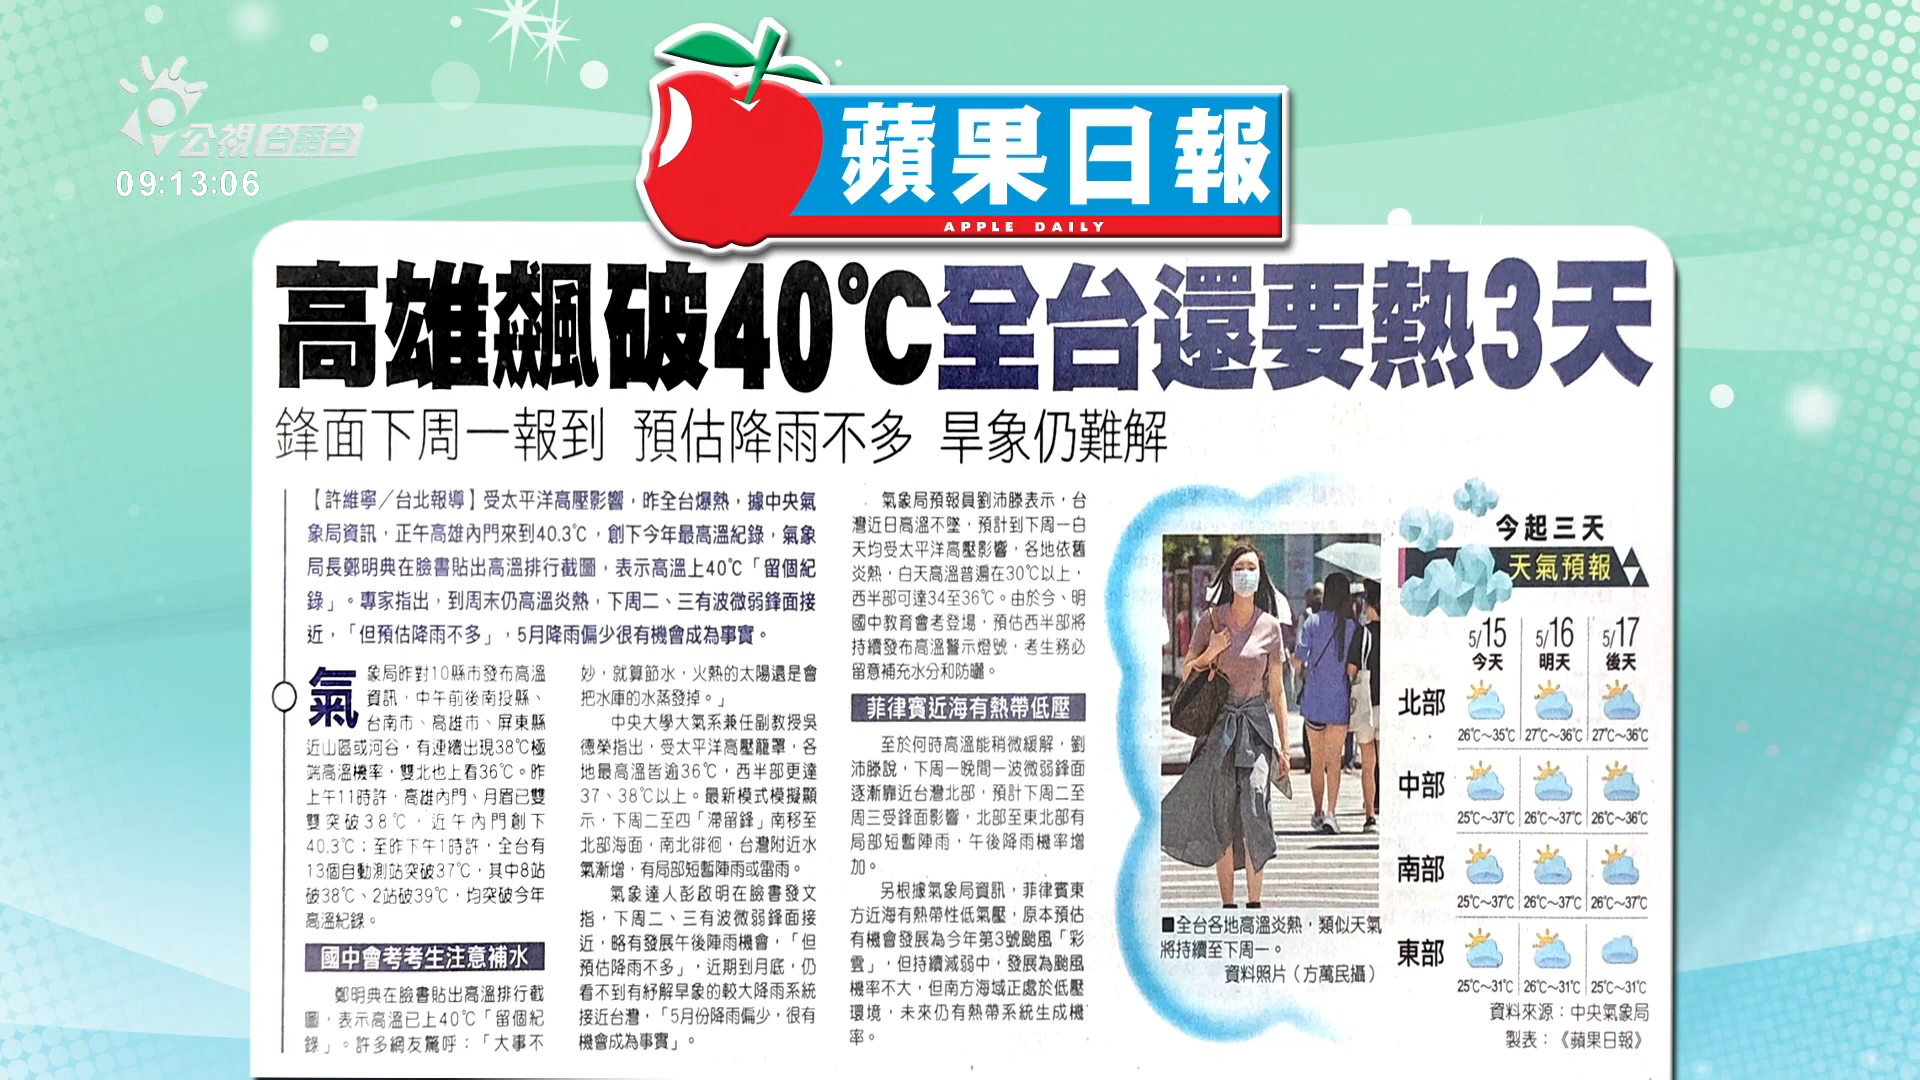 公視台語台
09:13:06
蘋果日報
APPLE DAILY
高雄飆破40℃全台還要熱3天
鋒面下周一報到 預估降雨不多 旱象仍難解
【許維寧／台北報導】受太平洋高壓影響，昨全台爆熱，據中央氣
象局資訊，正午高雄內門來到40.3℃，創下今年最高溫紀錄，氣象
局長鄭明典在臉書貼出高溫排行截圖，表示高溫上40℃「留個紀
錄」。專家指出，到周末仍高溫炎熱，下周二、三有波微弱鋒面接
近，「但預估降雨不多」，5月降雨偏少很有機會成為事實。
氣象局昨對10縣市發布高溫
資訊，中午前後南投縣、
台南市、高雄市、屏東縣
近山區或河谷，有連續出現38℃極
端高溫機率，雙北也上看36℃。昨
上午11時許，高雄內門、月眉已雙
雙突破38℃，近午內門創下
40.3℃；至昨下午1時許，全台有
13個自動測站突破37℃，其中8站
破38℃、2站破39℃，均突破今年
高溫紀錄。
國中會考考生注意補水
鄭明典在臉書貼出高溫排行截
圖，表示高溫已上40℃「留個紀
錄」。許多網友驚呼：「大事不
妙，就算節水，火熱的太陽還是會
把水庫的水蒸發掉。」
中央大學大氣系兼任副教授吳
德榮指出，受太平洋高壓籠罩，各
地最高溫皆逾36℃，西半部更達
37、38℃以上。最新模式模擬顯
示，下周二至四「滯留鋒」南移至
北部海面，南北徘徊，台灣附近水
氣漸增，有局部短暫陣雨或雷雨。
氣象達人彭啟明在臉書發文
指，下周二、三有波微弱鋒面接
近，略有發展午後陣雨機會，「但
預估降雨不多」，近期到月底，仍
看不到有紓解旱象的較大降雨系統
接近台灣，「5月份降雨偏少，很有
機會成為事實」。
氣象局預報員劉沛滕表示，台
灣近日高溫不墜，預計到下周一白
天均受太平洋高壓影響，各地依舊
炎熱，白天高溫普遍在30℃以上，
西半部可達34至36℃。由於今、明
國中教育會考登場，預估西半部將
持續發布高溫警示燈號，考生務必
留意補充水分和防曬。
菲律賓近海有熱帶低壓
至於何時高溫能稍微緩解，劉
沛滕說，下周一晚間一波微弱鋒面
逐漸靠近台灣北部，預計下周二至
周三受鋒面影響，北部至東北部有
局部短暫陣雨，午後降雨機率增
加。
另根據氣象局資訊，菲律賓東
方近海有熱帶性低氣壓，原本預估
有機會發展為今年第3號颱風「彩
雲」，但持續減弱中，發展為颱風
機率不大，但南方海域正處於低壓
環境，未來仍有熱帶系統生成機
率。
■全台各地高溫炎熱，類似天氣
將持續至下周一。
資料照片（方萬民攝）
今起三天
天氣預報
5/15 5/16 5/17
今天 明天 後天
北部
26℃～35℃ 27℃～36℃ 27℃～36℃
中部
25℃～37℃ 26℃～37℃ 26℃～36℃
南部
25℃～37℃ 26℃～37℃ 26℃～37℃
東部
25℃～31℃ 26℃～31℃ 25℃～31℃
資料來源：中央氣象局
製表：《蘋果日報》